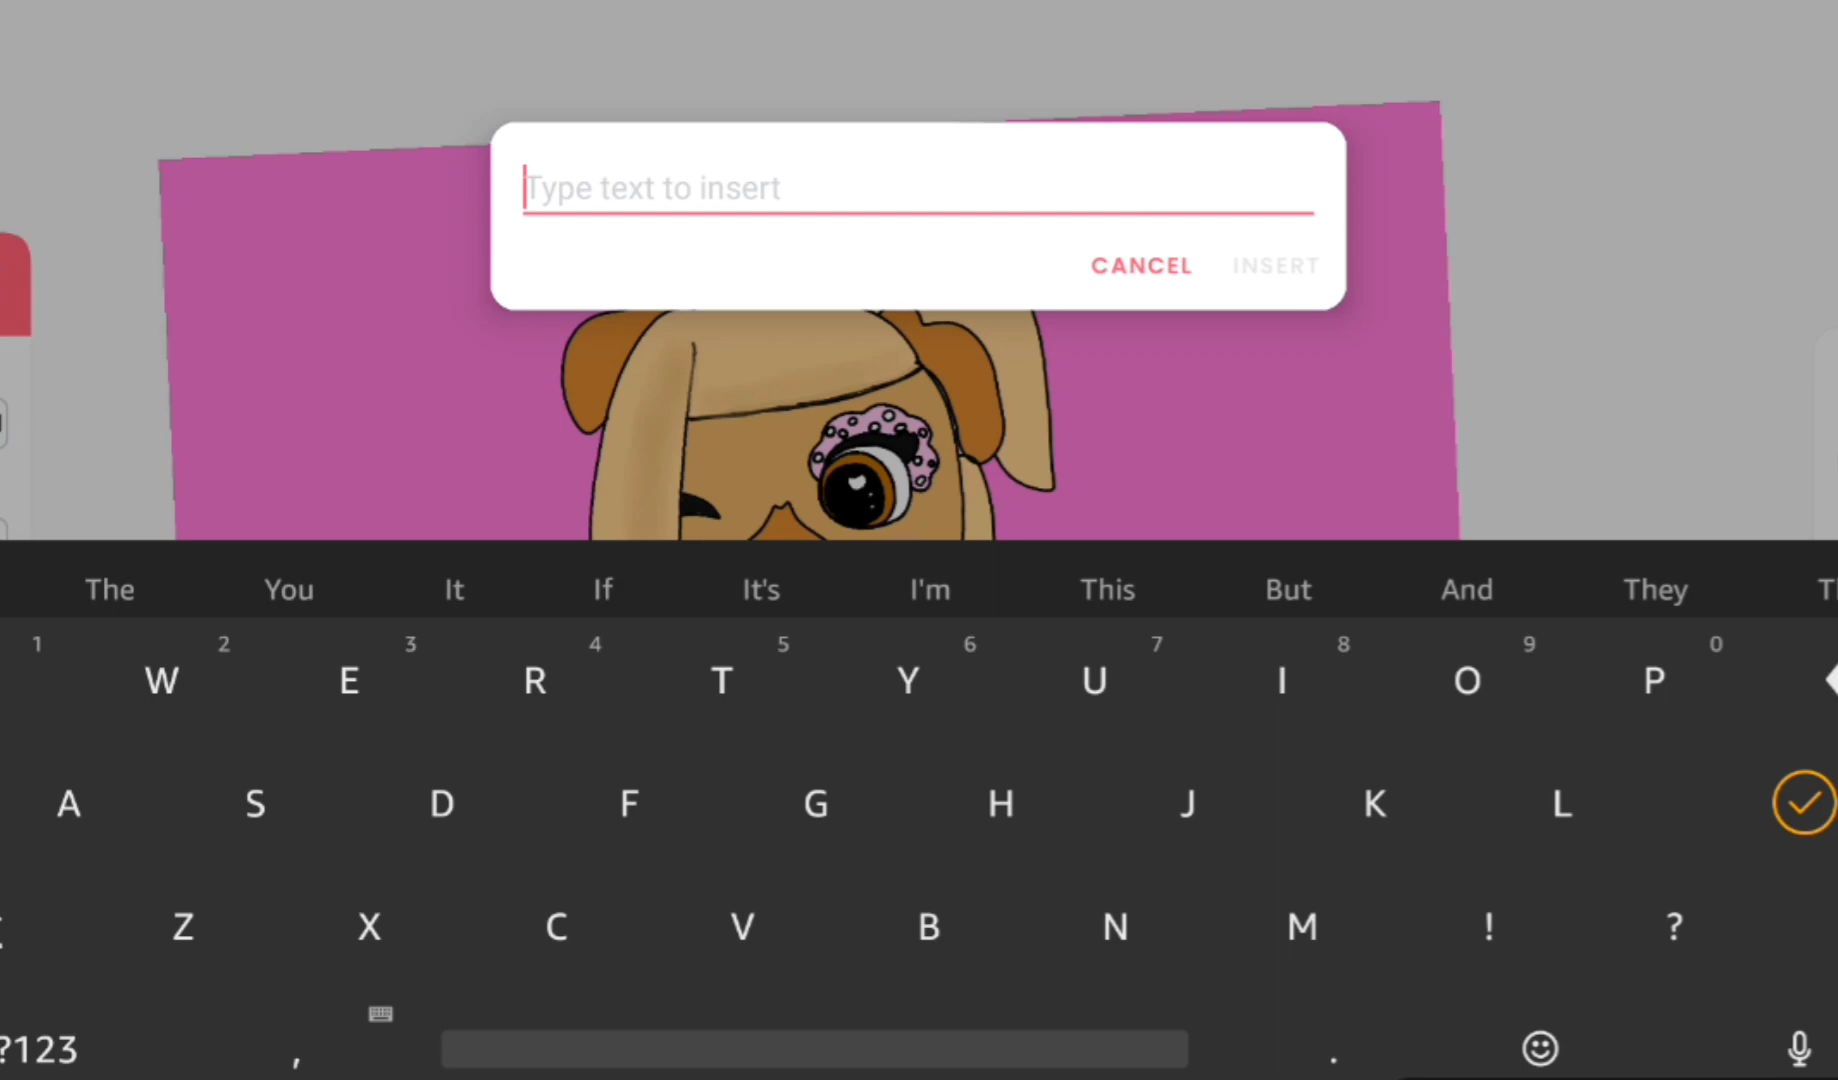 Type text to insert
CANCEL INSERT
The You It If It's I'm This But And They
1 2 3 4 5 6 7 8 9 0
W E R T Y U I O P
A S D F G H J K L
Z X C V B N M ! ?
?123 , .